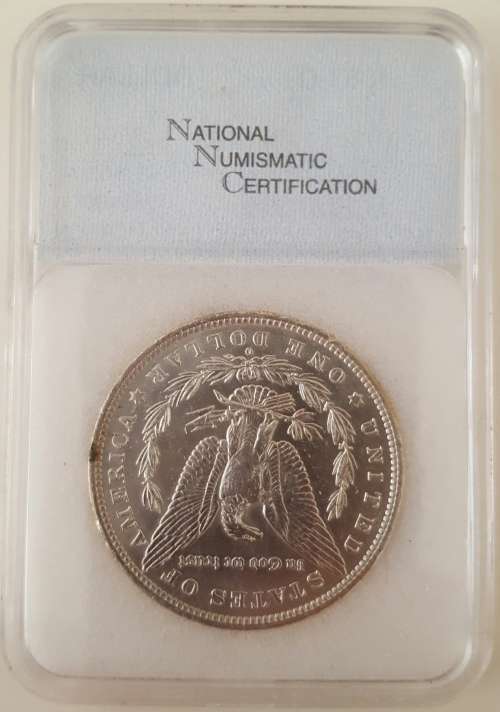 NATIONAL
NUMISMATIC
CERTIFICATION
UNITED STATES OF AMERICA
In God we trust
ONE DOLLAR
O